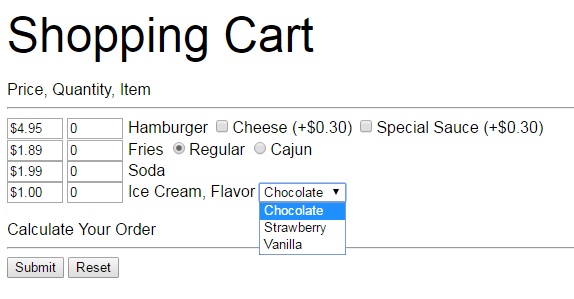 Shopping Cart
Price, Quantity, Item
$4.95 0 Hamburger Cheese (+$0.30) Special Sauce (+$0.30)
$1.89 0 Fries Regular Cajun
$1.99 0 Soda
$1.00 0 Ice Cream, Flavor Chocolate
Chocolate
Strawberry
Vanilla
Calculate Your Order
Submit Reset